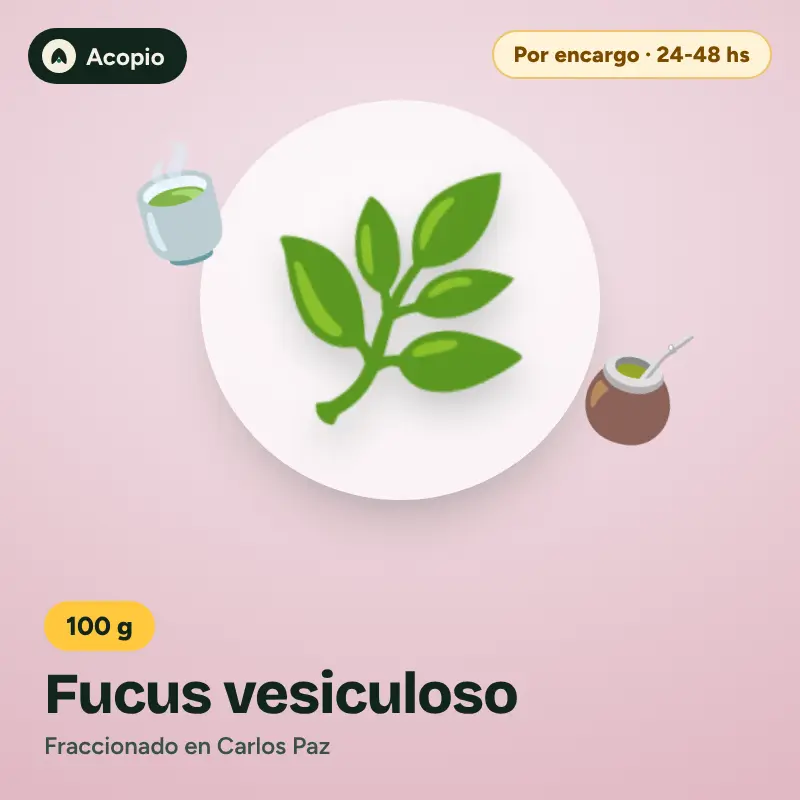 Acopio
Por encargo · 24-48 hs
100 g
Fucus vesiculoso
Fraccionado en Carlos Paz